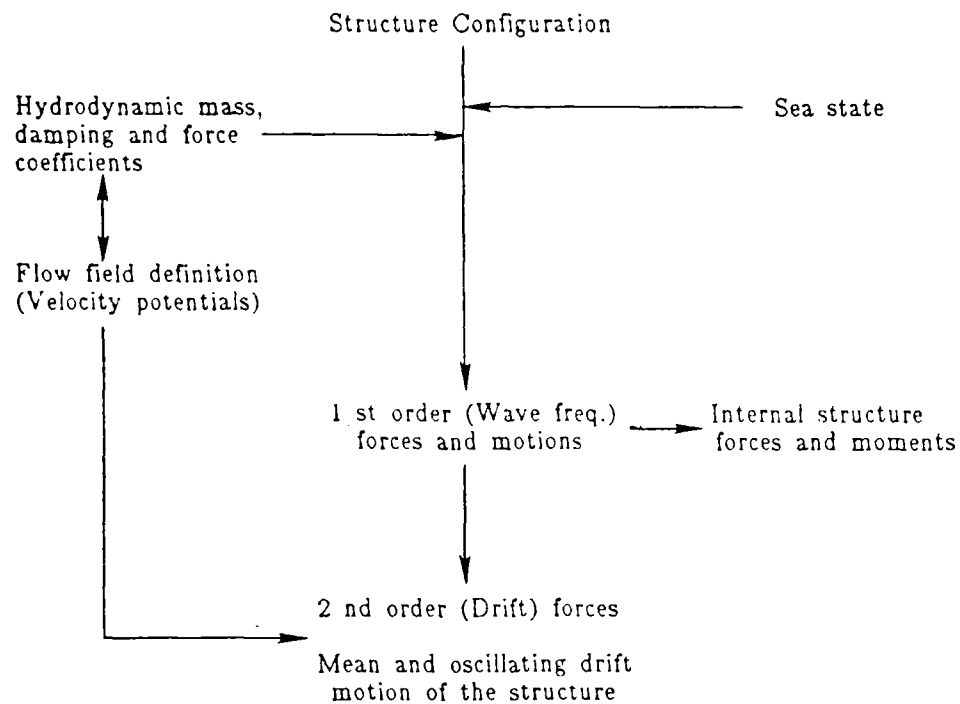 Structure Configuration
Hydrodynamic mass,
damping and force
coefficients
Sea state
Flow field definition
(Velocity potentials)
1 st order (Wave freq.)
forces and motions
Internal structure
forces and moments
2 nd order (Drift) forces
Mean and oscillating drift
motion of the structure